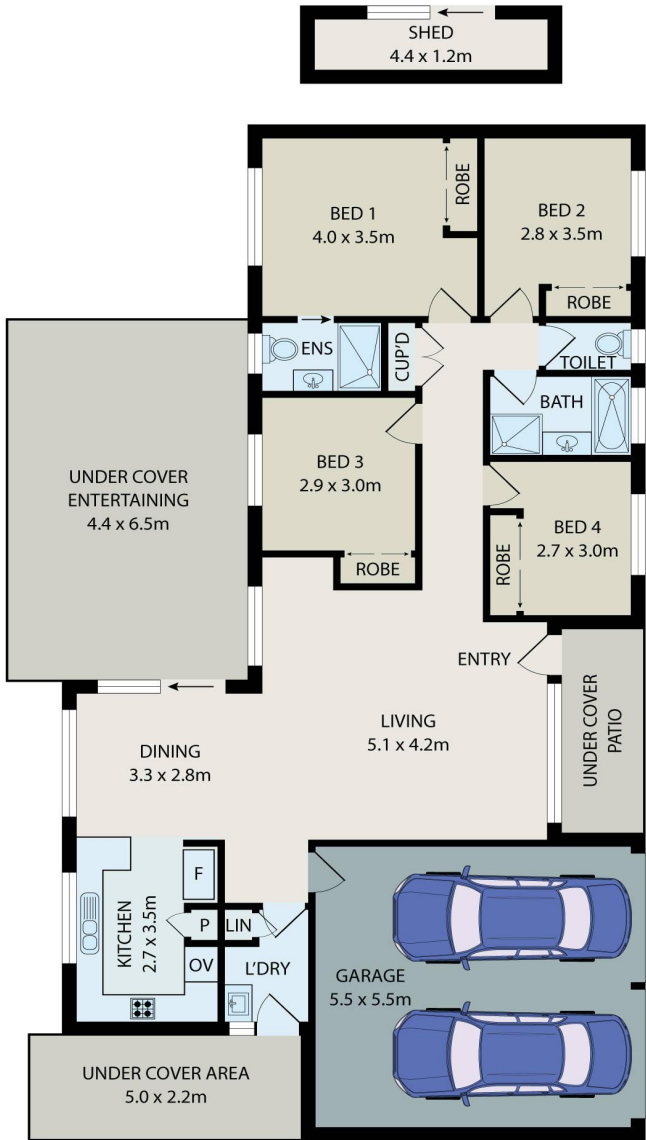 SHED
4.4 x 1.2m
BED 1
4.0 x 3.5m
ROBE
BED 2
2.8 x 3.5m
ROBE
ENS
CUP'D
TOILET
BATH
UNDER COVER
ENTERTAINING
4.4 x 6.5m
BED 3
2.9 x 3.0m
ROBE
BED 4
2.7 x 3.0m
ROBE
ENTRY
UNDER COVER
PATIO
LIVING
5.1 x 4.2m
DINING
3.3 x 2.8m
KITCHEN
2.7 x 3.5m
F
P
LIN
OV
L'DRY
GARAGE
5.5 x 5.5m
UNDER COVER AREA
5.0 x 2.2m